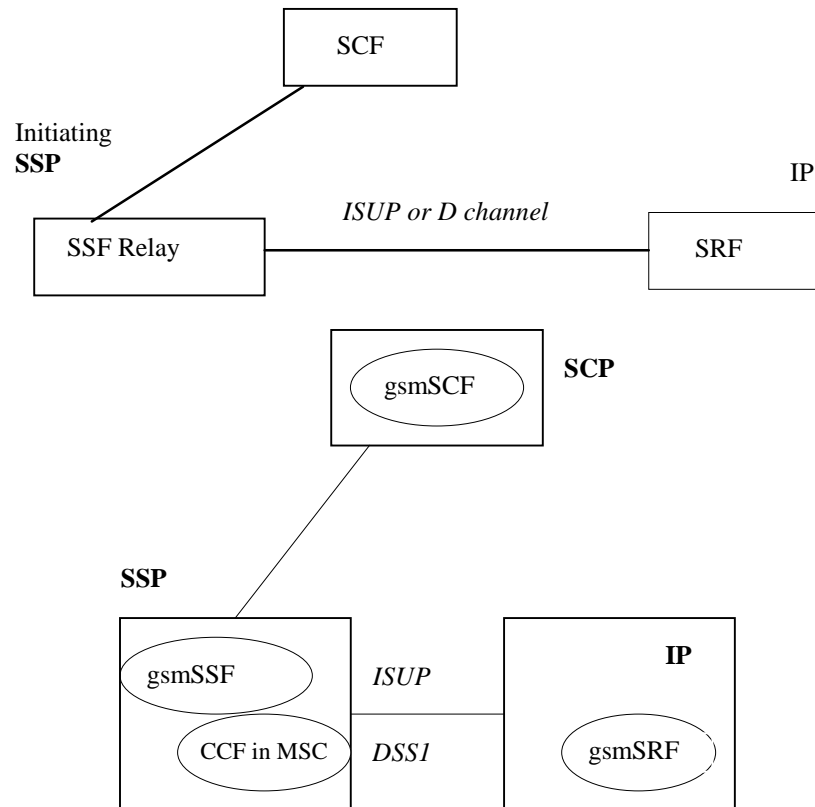 SCF
Initiating
SSP
IP
ISUP or D channel
SSF Relay
SRF
gsmSCF
SCP
SSP
IP
gsmSSF
ISUP
CCF in MSC
DSS1
gsmSRF